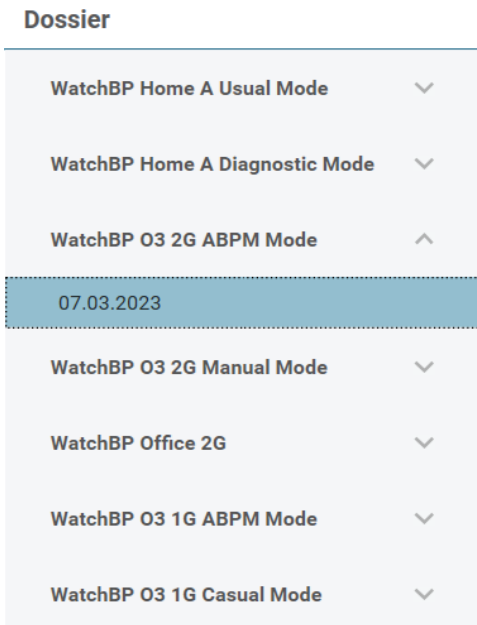 Dossier
WatchBP Home A Usual Mode
WatchBP Home A Diagnostic Mode
WatchBP O3 2G ABPM Mode
07.03.2023
WatchBP O3 2G Manual Mode
WatchBP Office 2G
WatchBP O3 1G ABPM Mode
WatchBP O3 1G Casual Mode